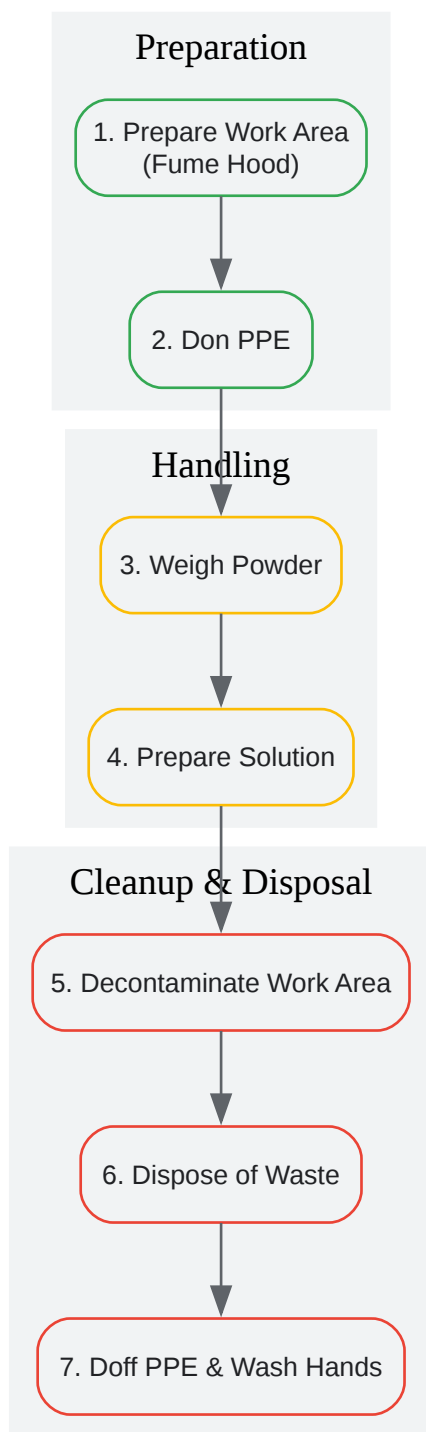 Preparation
1. Prepare Work Area
(Fume Hood)
2. Don PPE
Handling
3. Weigh Powder
4. Prepare Solution
Cleanup & Disposal
5. Decontaminate Work Area
6. Dispose of Waste
7. Doff PPE & Wash Hands